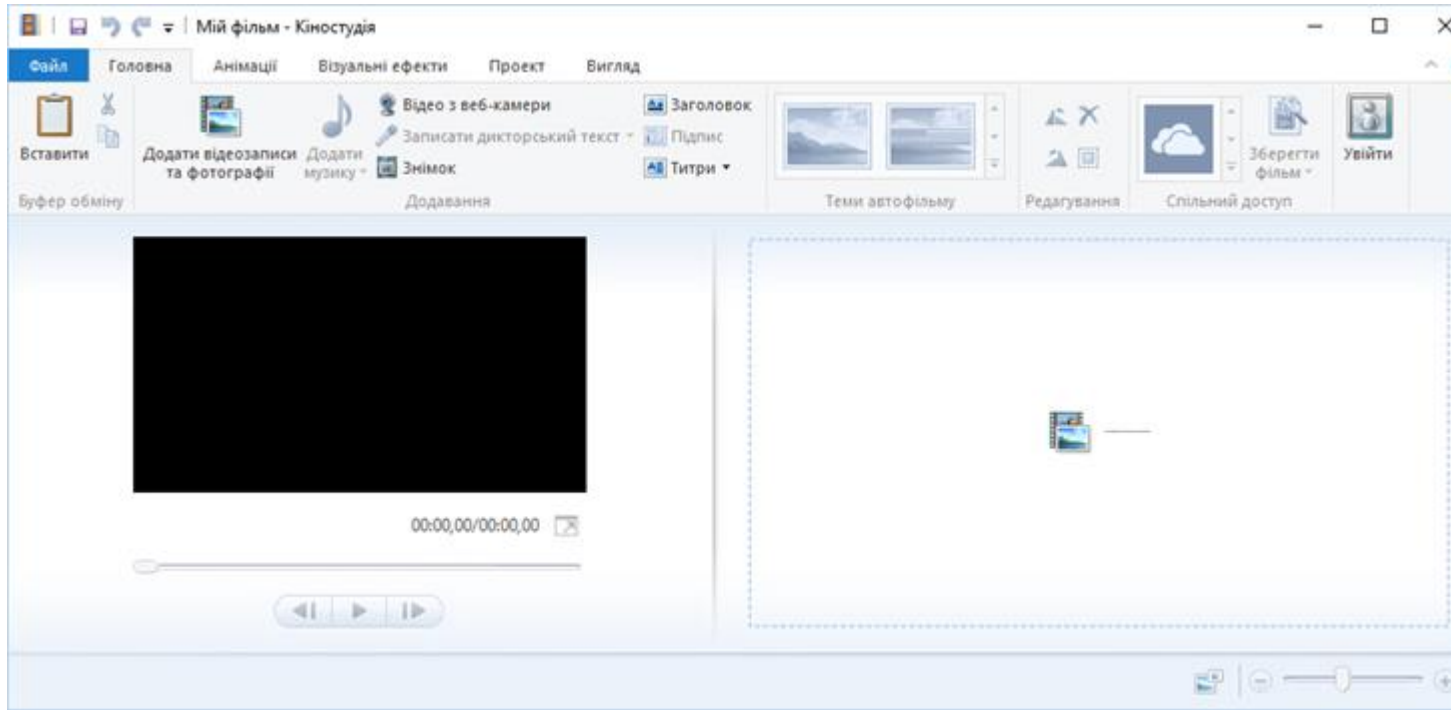 Мій фільм - Кіностудія
Файл Головна Анімації Візуальні ефекти Проект Вигляд
Вставити
Буфер обміну
Додати відеозаписи
та фотографії
Додати
музику
Відео з веб-камери
Записати дикторський текст
Знімок
Заголовок
Підпис
Титри
Додавання
Теми автофільму
Редагування
Зберегти
фільм
Спільний доступ
Увійти
00:00,00/00:00,00